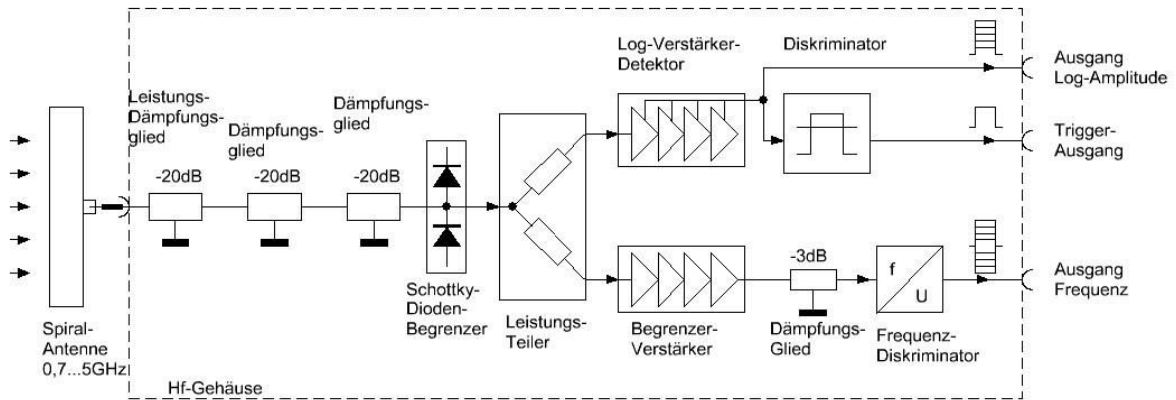 Log-Verstärker-
Detektor
Diskriminator
Ausgang
Log-Amplitude
Leistungs-
Dämpfungs-
glied
Dämpfungs-
glied
Dämpfungs-
glied
-20dB
-20dB
-20dB
Trigger-
Ausgang
Schottky-
Dioden-
Begrenzer
Leistungs-
Teiler
Begrenzer-
Verstärker
-3dB
Dämpfungs-
Glied
f
U
Frequenz-
Diskriminator
Ausgang
Frequenz
Spiral-
Antenne
0,7...5GHz
Hf-Gehäuse